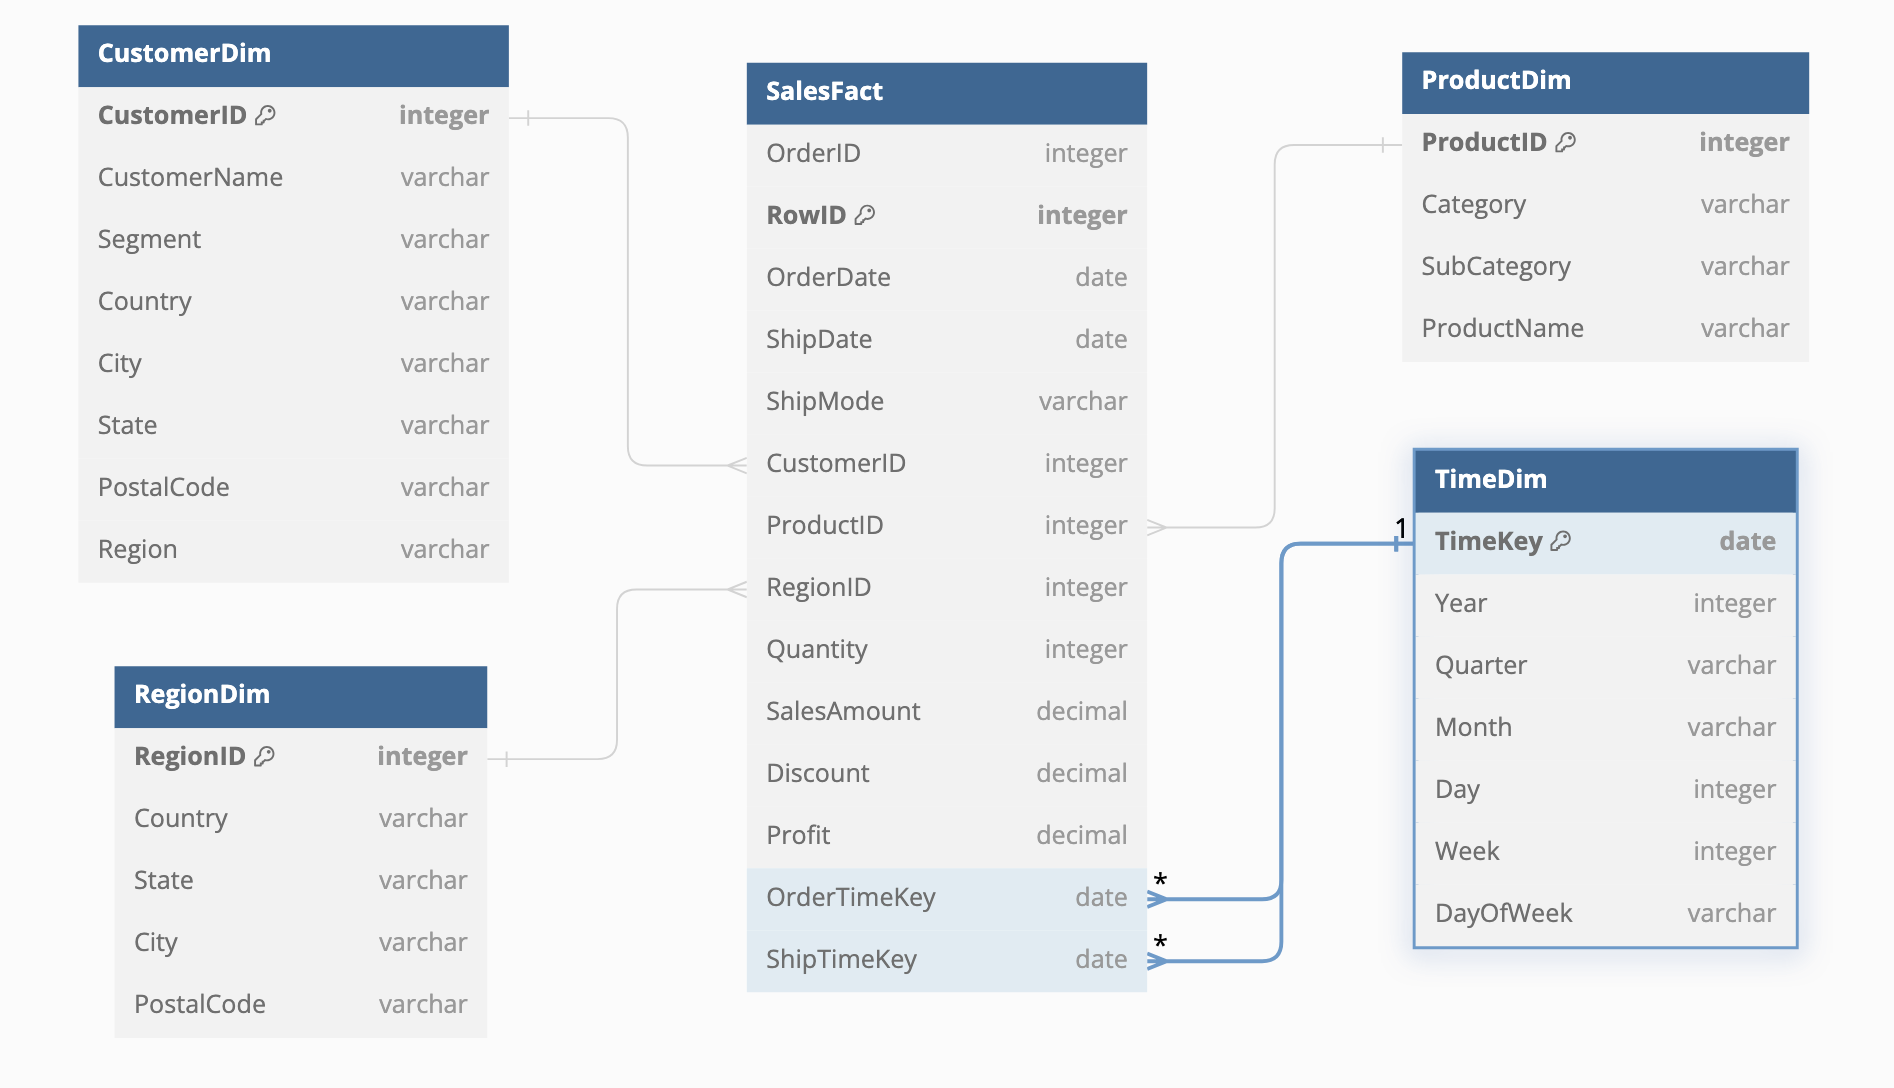 CustomerDim
CustomerID integer
CustomerName varchar
Segment varchar
Country varchar
City varchar
State varchar
PostalCode varchar
Region varchar
RegionDim
RegionID integer
Country varchar
State varchar
City varchar
PostalCode varchar
SalesFact
OrderID integer
RowID integer
OrderDate date
ShipDate date
ShipMode varchar
CustomerID integer
ProductID integer
RegionID integer
Quantity integer
SalesAmount decimal
Discount decimal
Profit decimal
OrderTimeKey date *
ShipTimeKey date *
ProductDim
ProductID integer
Category varchar
SubCategory varchar
ProductName varchar
TimeDim
1 TimeKey date
Year integer
Quarter varchar
Month varchar
Day integer
Week integer
DayOfWeek varchar